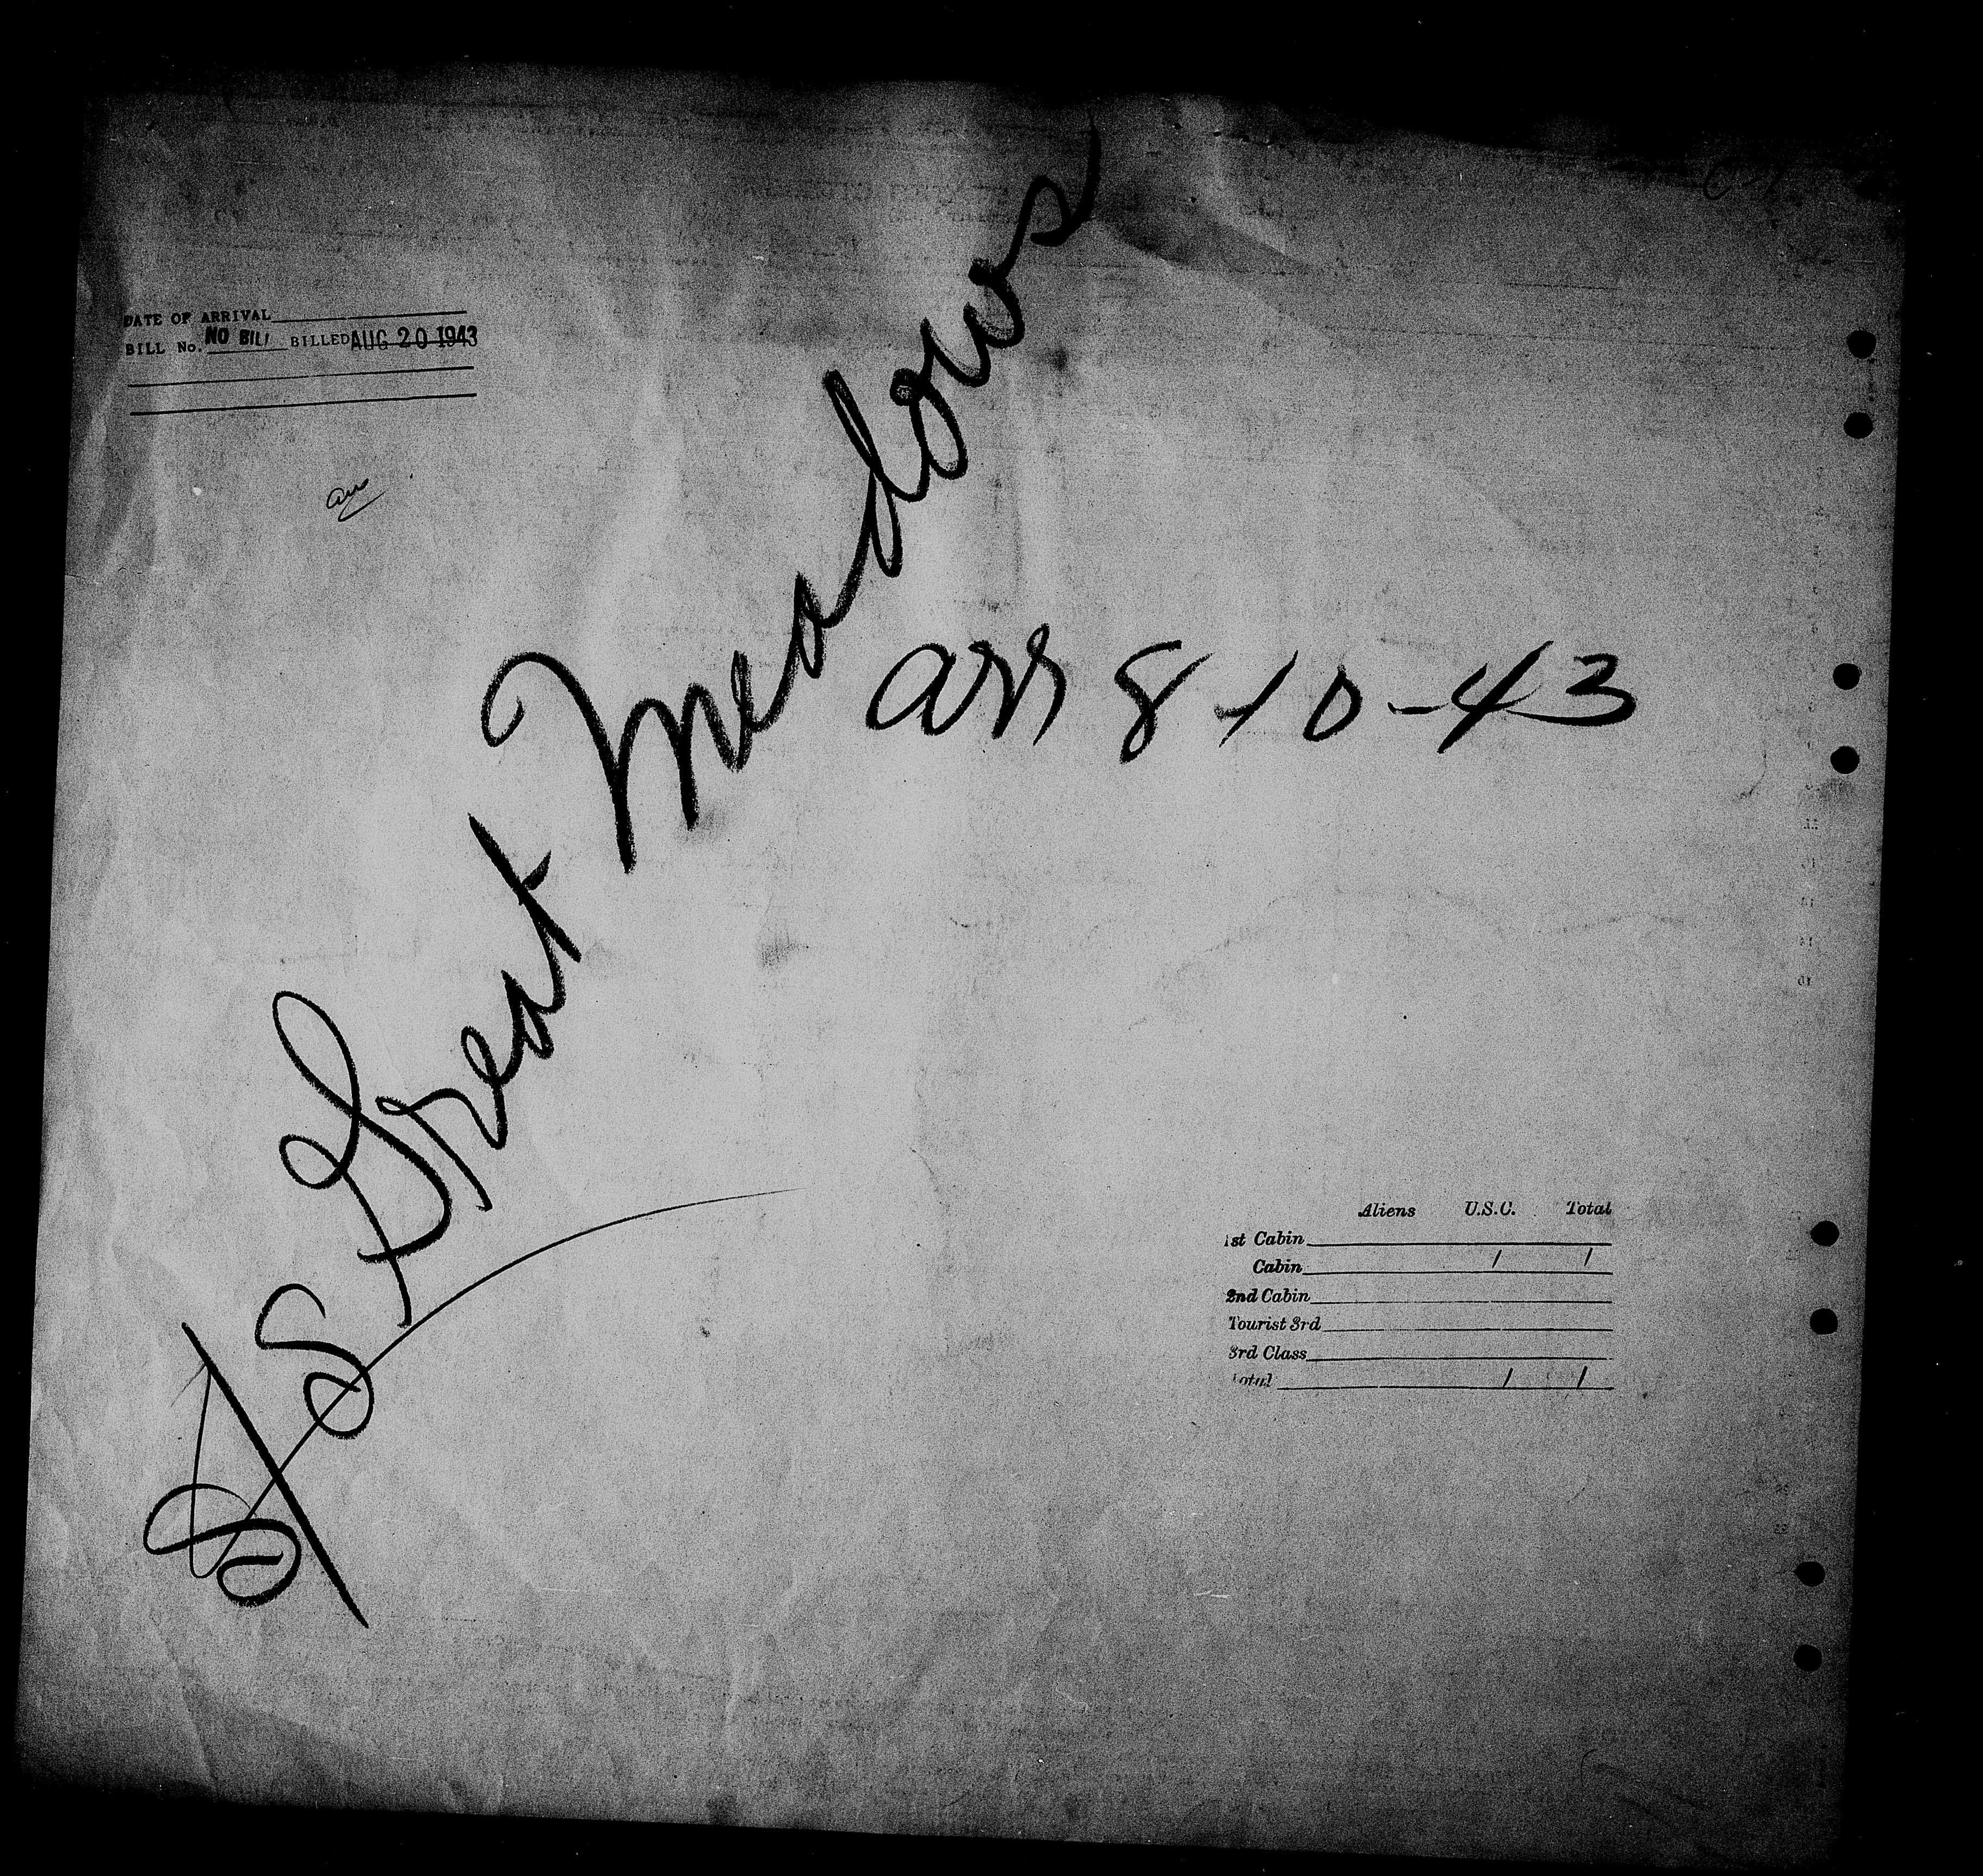 DATE OF ARRIVAL
BILL No. NO BILL BILLED AUG 20 1943
S/S Great Meadows
arr 8-10-43
Aliens U.S.C. Total
1st Cabin
Cabin 1 1
2nd Cabin
Tourist 3rd
3rd Class
Total 1 1